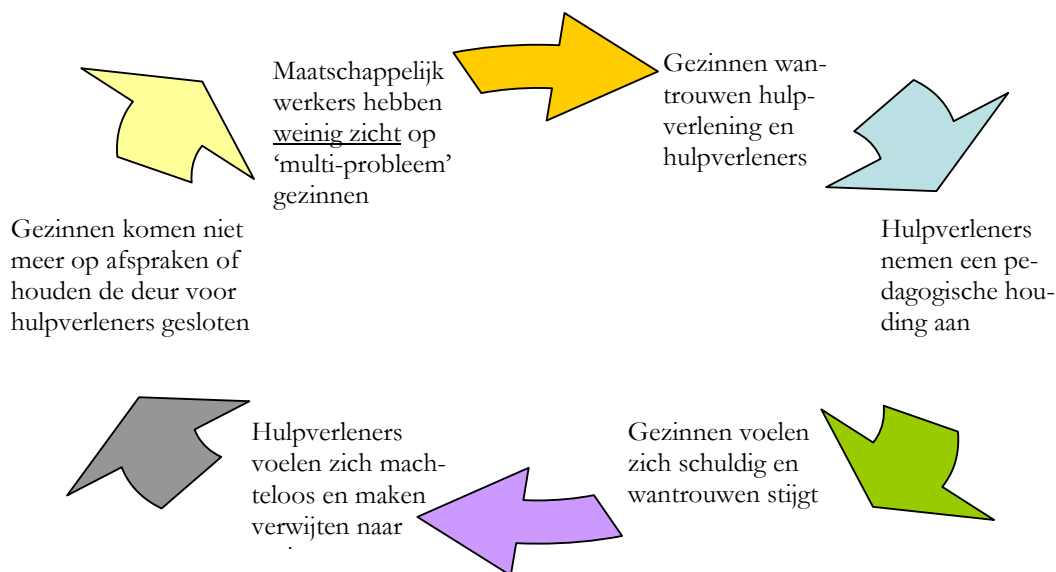 Maatschappelijk
werkers hebben
weinig zicht op
‘multi-probleem’
gezinnen
Gezinnen wan-
trouwen hulp-
verlening en
hulpverleners
Hulpverleners
nemen een pe-
dagogische hou-
ding aan
Gezinnen voelen
zich schuldig en
wantrouwen stijgt
Hulpverleners
voelen zich mach-
teloos en maken
verwijten naar
Gezinnen komen niet
meer op afspraken of
houden de deur voor
hulpverleners gesloten